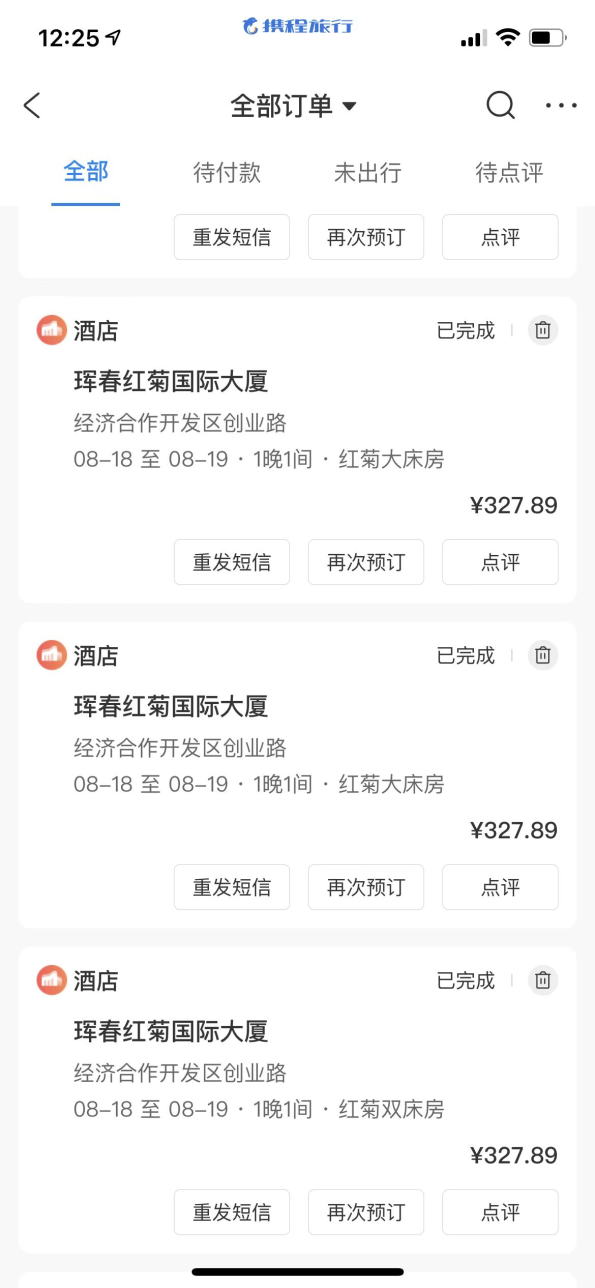 12:25
携程旅行
全部订单
全部 待付款 未出行 待点评
重发短信 再次预订 点评
酒店 已完成
珲春红菊国际大厦
经济合作开发区创业路
08-18 至 08-19 · 1晚1间 · 红菊大床房
¥327.89
重发短信 再次预订 点评
酒店 已完成
珲春红菊国际大厦
经济合作开发区创业路
08-18 至 08-19 · 1晚1间 · 红菊大床房
¥327.89
重发短信 再次预订 点评
酒店 已完成
珲春红菊国际大厦
经济合作开发区创业路
08-18 至 08-19 · 1晚1间 · 红菊双床房
¥327.89
重发短信 再次预订 点评